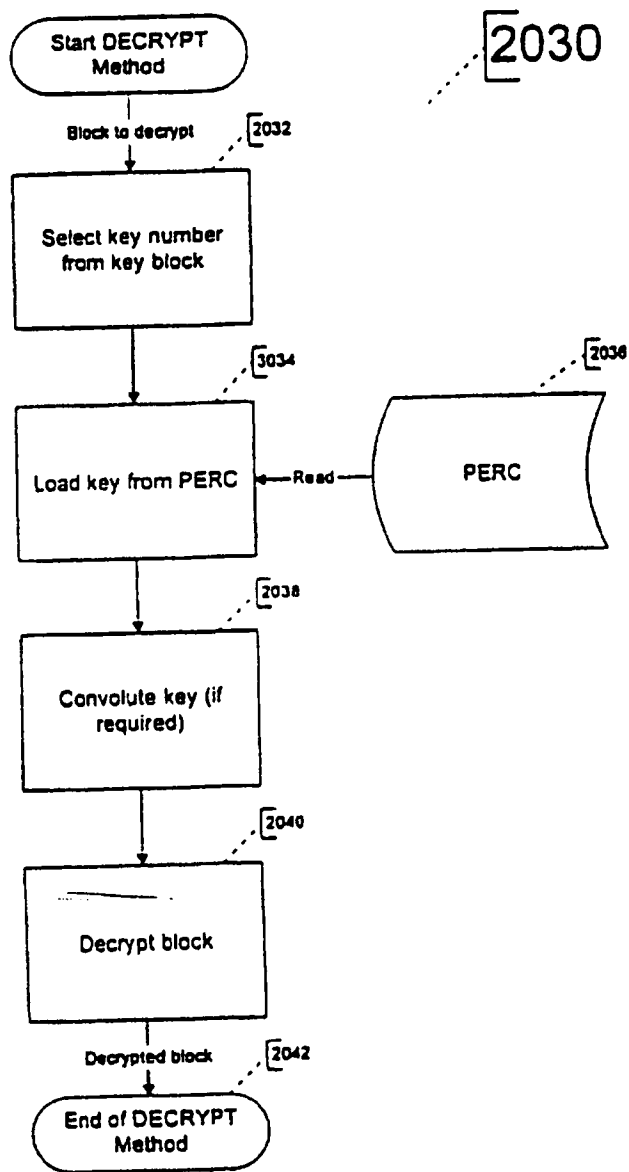 Start DECRYPT
Method
2030
Block to decrypt
2032
Select key number
from key block
3034
2036
Load key from PERC
Read
PERC
2038
Convolute key (if
required)
2040
Decrypt block
Decrypted block
2042
End of DECRYPT
Method